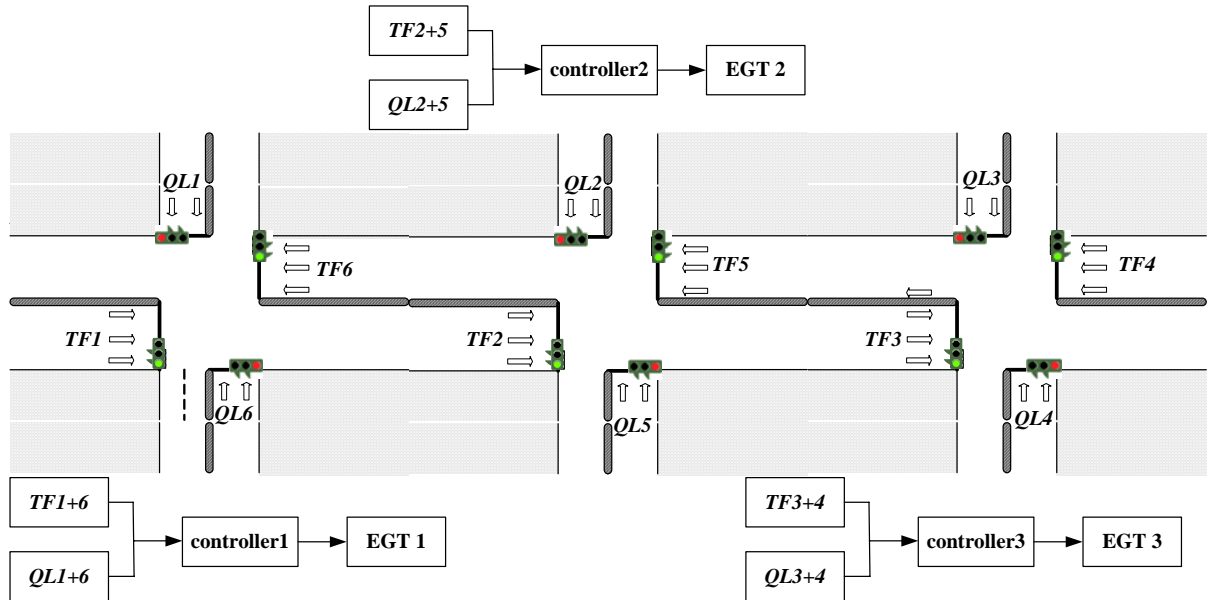 TF2+5
controller2
EGT 2
QL2+5
QL1
QL2
QL3
TF6
TF5
TF4
TF1
TF2
TF3
QL6
QL5
QL4
TF1+6
controller1
EGT 1
QL1+6
TF3+4
controller3
EGT 3
QL3+4